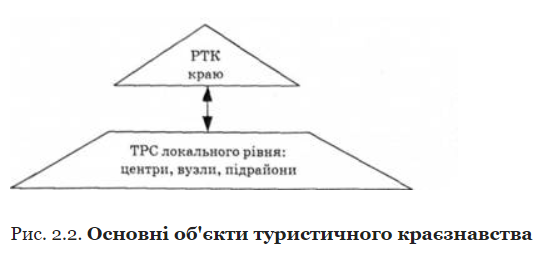 РТК
краю
ТРС локального рівня:
центри, вузли, підрайони
Рис. 2.2. Основні об'єкти туристичного краєзнавства